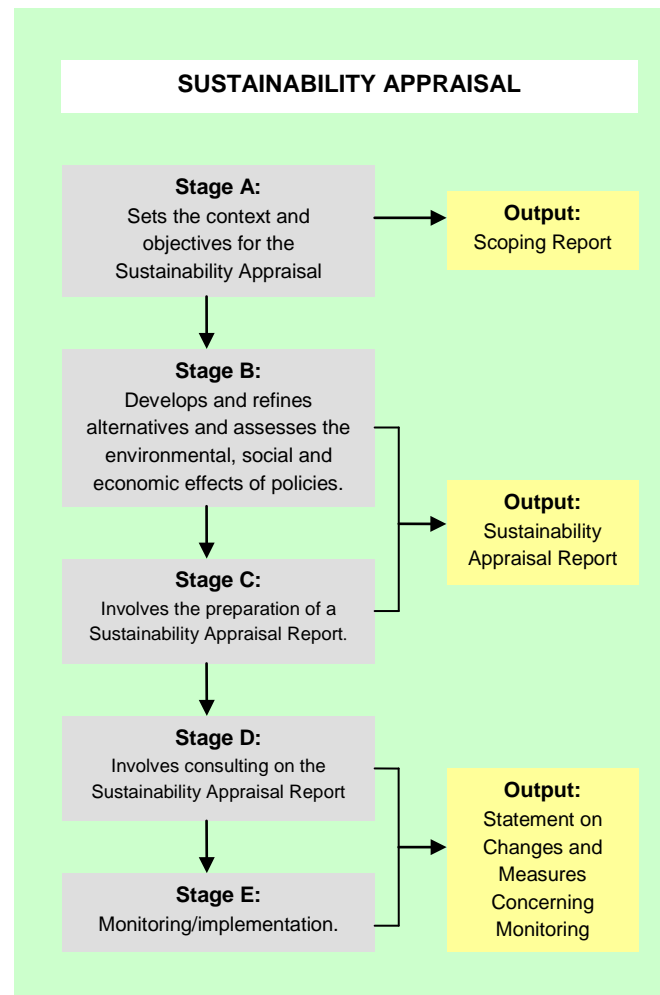 SUSTAINABILITY APPRAISAL
Stage A:
Sets the context and
objectives for the
Sustainability Appraisal
Output:
Scoping Report
Stage B:
Develops and refines
alternatives and assesses the
environmental, social and
economic effects of policies.
Output:
Sustainability
Appraisal Report
Stage C:
Involves the preparation of a
Sustainability Appraisal Report.
Stage D:
Involves consulting on the
Sustainability Appraisal Report
Output:
Statement on
Changes and
Measures
Concerning
Monitoring
Stage E:
Monitoring/implementation.